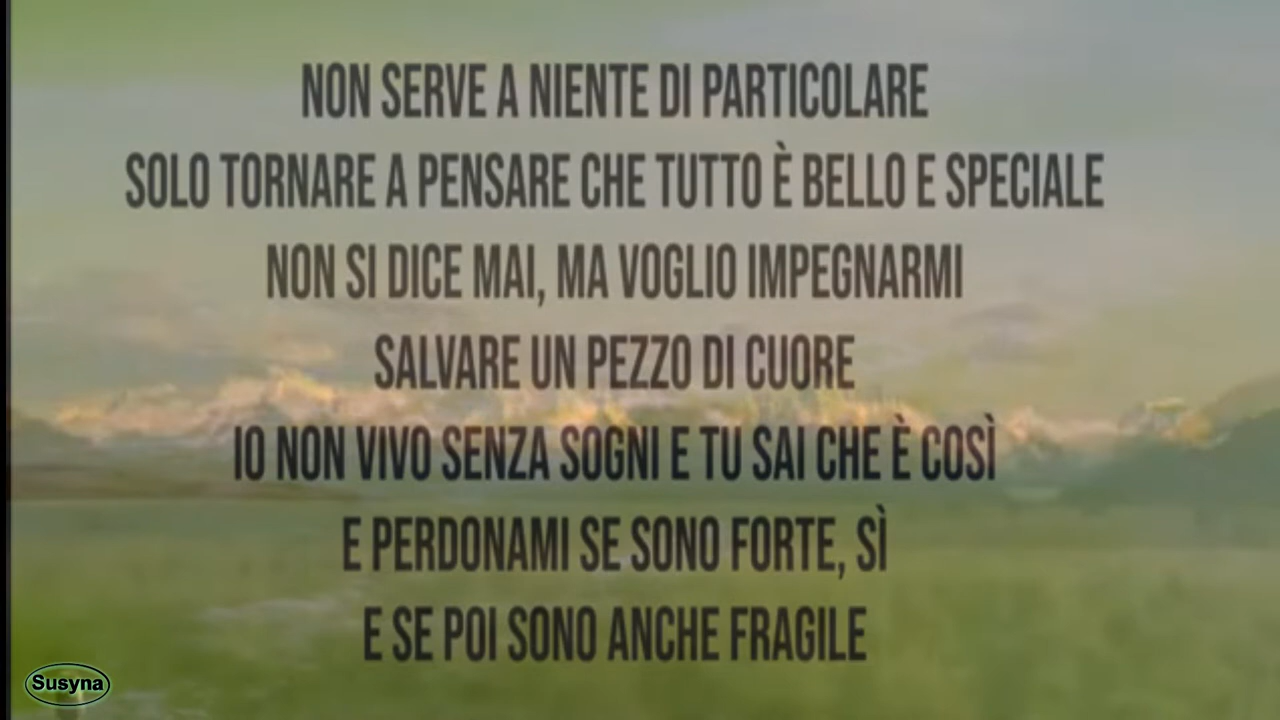 NON SERVE A NIENTE DI PARTICOLARE
SOLO TORNARE A PENSARE CHE TUTTO È BELLO E SPECIALE
NON SI DICE MAI, MA VOGLIO IMPEGNARMI
SALVARE UN PEZZO DI CUORE
IO NON VIVO SENZA SOGNI E TU SAI CHE È COSÌ
E PERDONAMI SE SONO FORTE, SÌ
E SE POI SONO ANCHE FRAGILE
Susyna